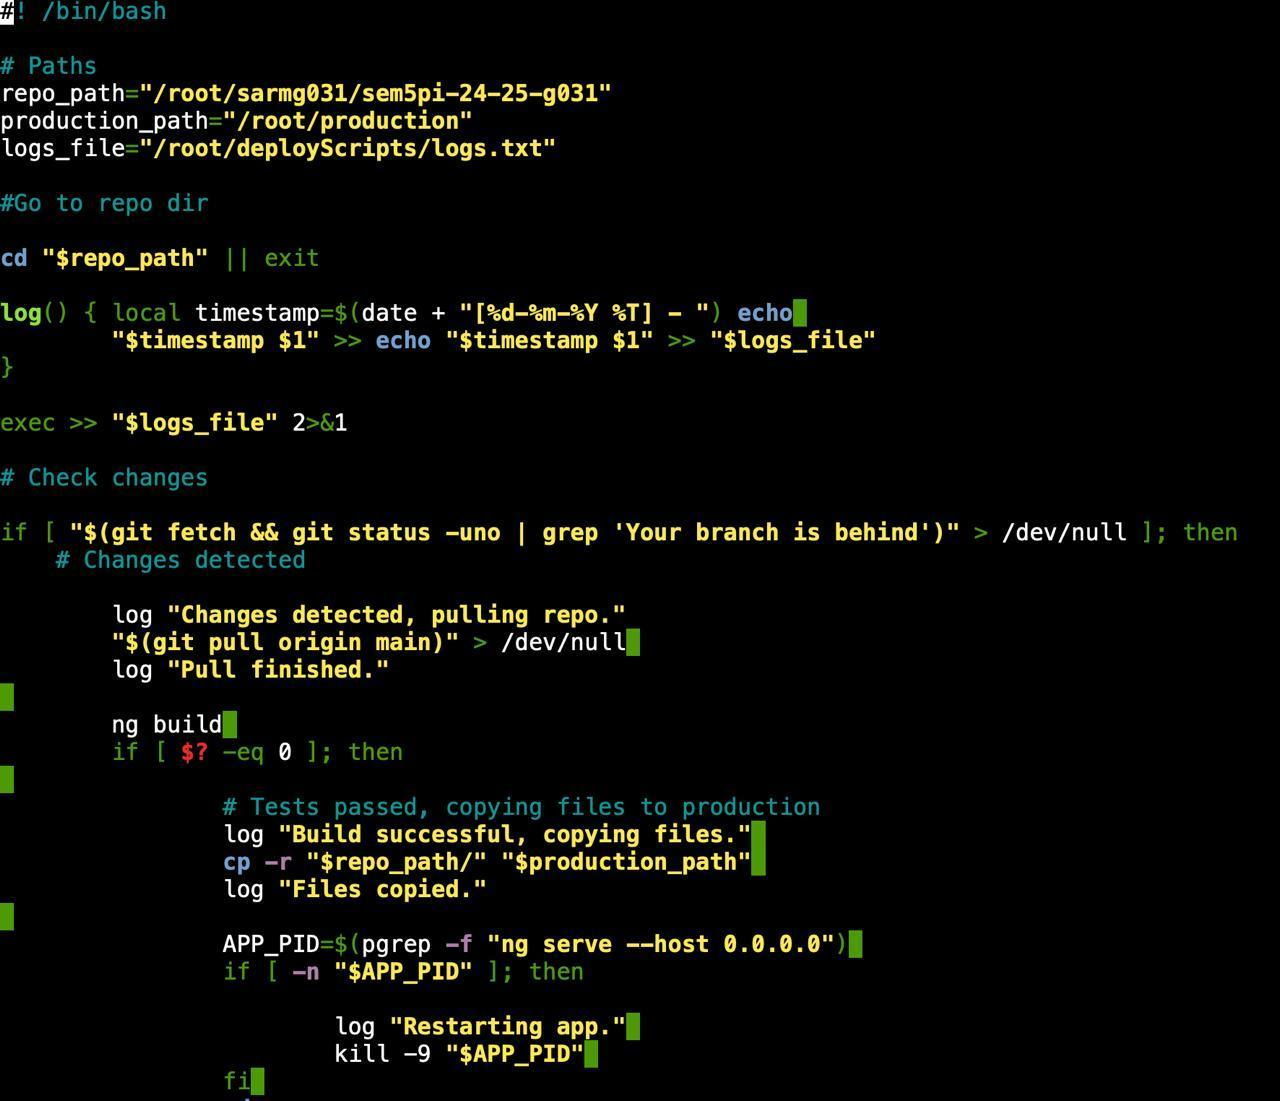 #! /bin/bash
# Paths
repo_path="/root/sarmg031/sem5pi-24-25-g031"
production_path="/root/production"
logs_file="/root/deployScripts/logs.txt"
#Go to repo dir
cd "$repo_path" || exit
log() { local timestamp=$(date + "[%d-%m-%Y %T] - ") echo
"$timestamp $1" >> echo "$timestamp $1" >> "$logs_file"
}
exec >> "$logs_file" 2>&1
# Check changes
if [ "$(git fetch && git status -uno | grep 'Your branch is behind')" > /dev/null ]; then
# Changes detected
log "Changes detected, pulling repo."
"$(git pull origin main)" > /dev/null
log "Pull finished."
ng build
if [ $? -eq 0 ]; then
# Tests passed, copying files to production
log "Build successful, copying files."
cp -r "$repo_path/" "$production_path"
log "Files copied."
APP_PID=$(pgrep -f "ng serve --host 0.0.0.0")
if [ -n "$APP_PID" ]; then
log "Restarting app."
kill -9 "$APP_PID"
fi